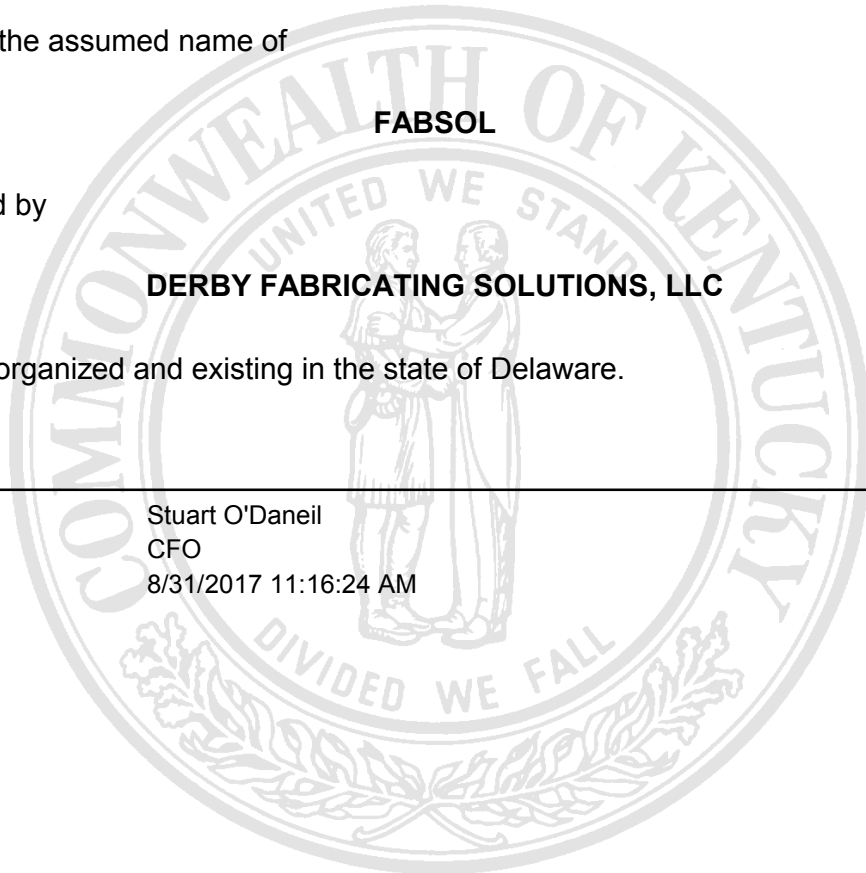 the assumed name of
FABSOL
d by
DERBY FABRICATING SOLUTIONS, LLC
organized and existing in the state of Delaware.
Stuart O'Daneil
CFO
8/31/2017 11:16:24 AM
COMMONWEALTH OF KENTUCKY
UNITED WE STAND
DIVIDED WE FALL